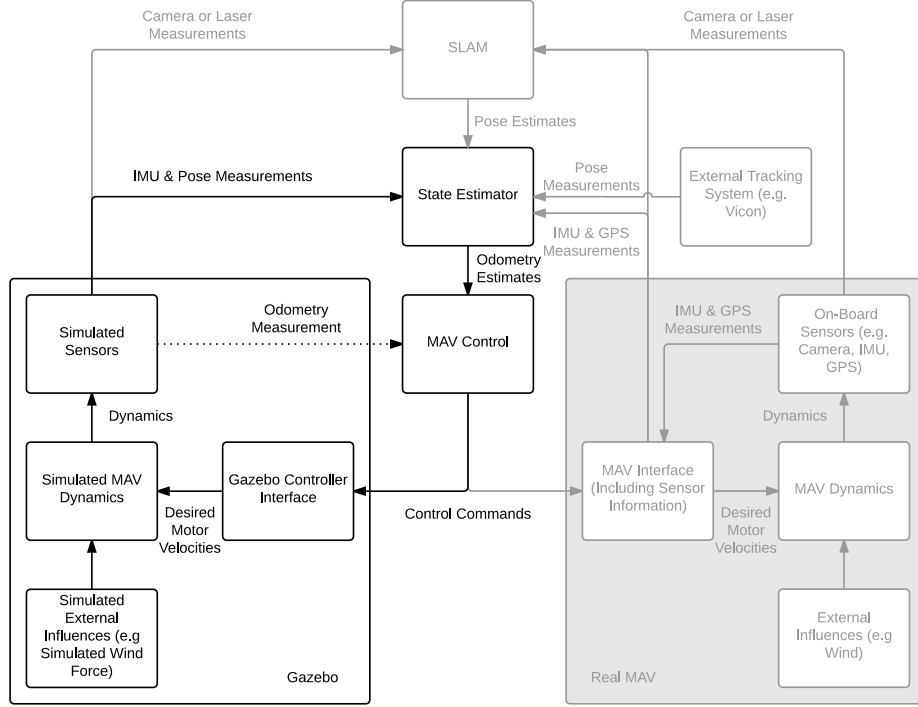 Camera or Laser
Measurements
SLAM
Camera or Laser
Measurements
Pose Estimates
IMU & Pose Measurements
State Estimator
Pose
Measurements
External Tracking
System (e.g.
Vicon)
IMU & GPS
Measurements
Odometry
Estimates
Simulated
Sensors
Odometry
Measurement
MAV Control
IMU & GPS
Measurements
On-Board
Sensors (e.g.
Camera, IMU,
GPS)
Dynamics
Dynamics
Simulated MAV
Dynamics
Desired
Motor
Velocities
Gazebo Controller
Interface
Control Commands
MAV Interface
(Including Sensor
Information)
Desired
Motor
Velocities
MAV Dynamics
Simulated
External
Influences (e.g
Simulated Wind
Force)
Gazebo
Real MAV
External
Influences (e.g
Wind)